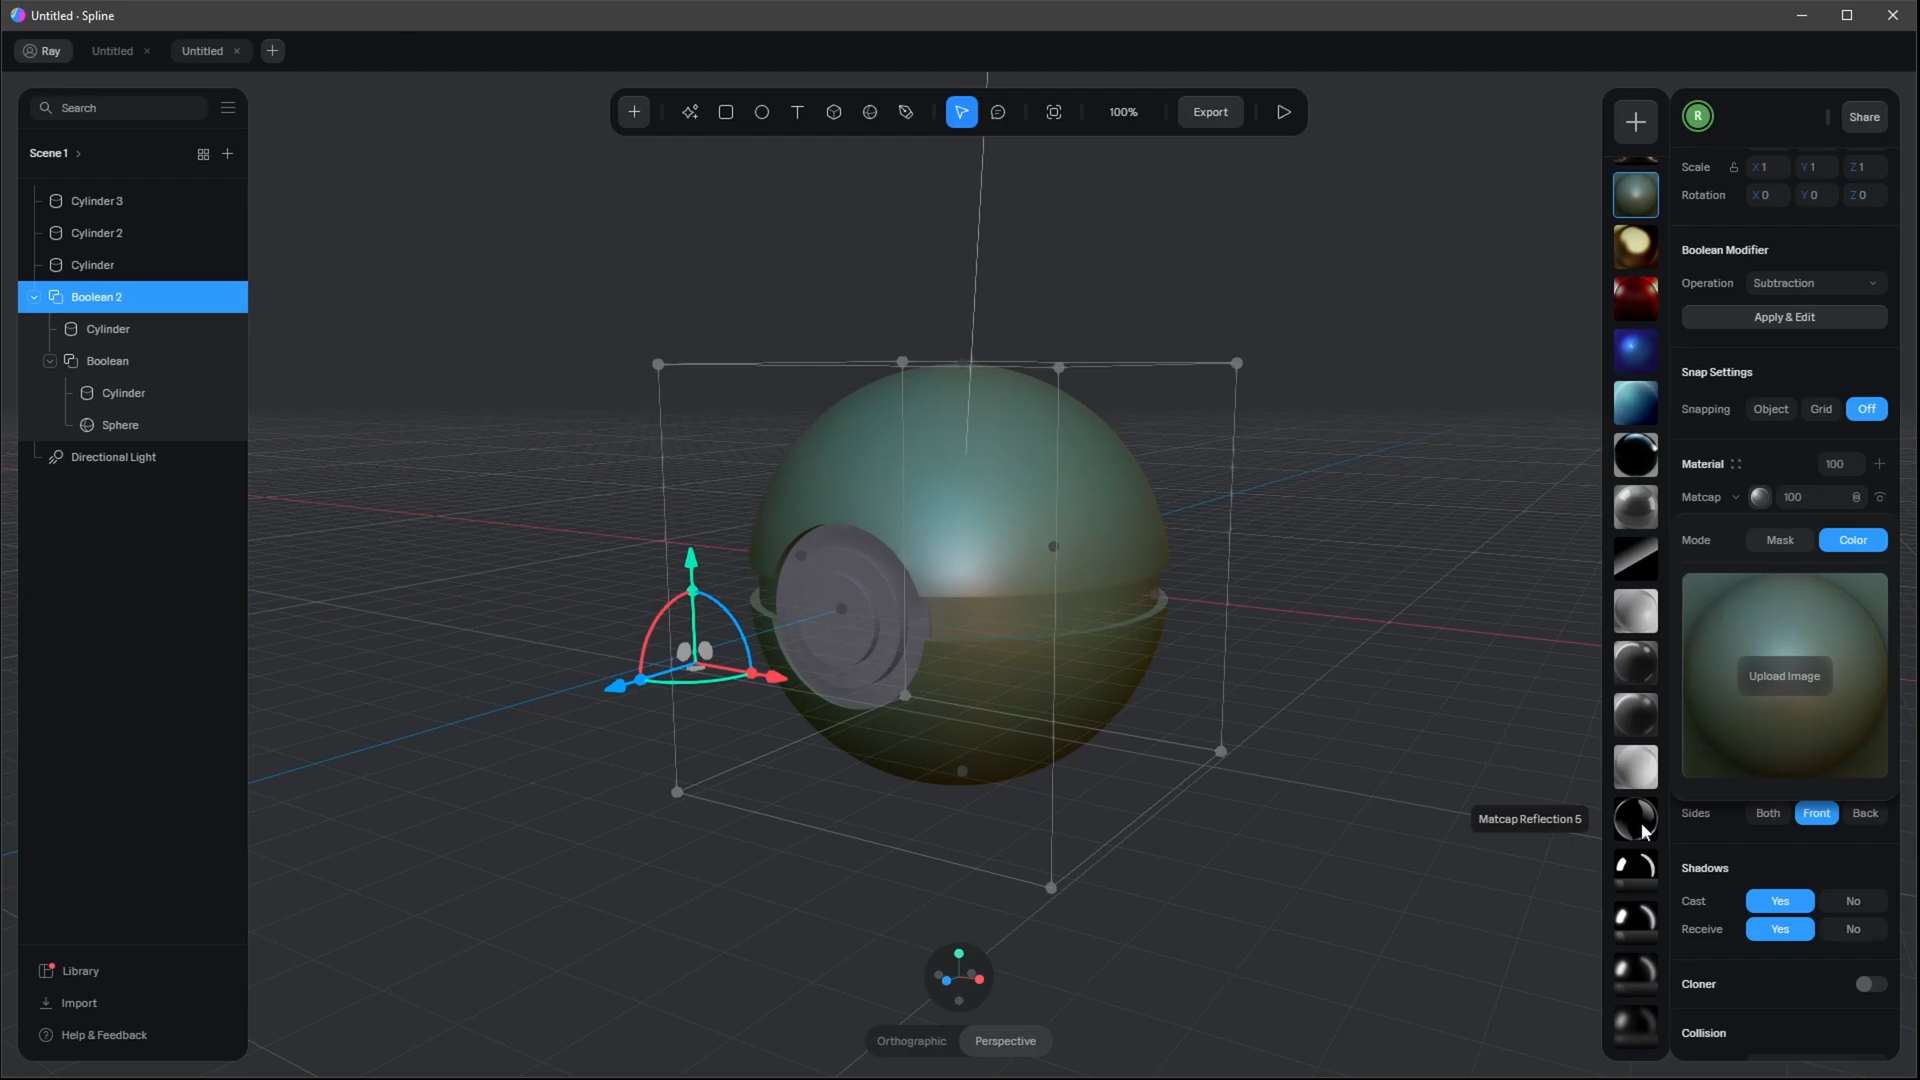 Untitled - Spline
Ray
Untitled
Untitled
Search
100%
Export
R
Share
Scene 1
Scale X 1 Y 1 Z 1
Rotation X 0 Y 0 Z 0
Cylinder 3
Cylinder 2
Cylinder
Boolean 2
Cylinder
Boolean
Cylinder
Sphere
Directional Light
Boolean Modifier
Operation Subtraction
Apply & Edit
Snap Settings
Snapping Object Grid Off
Material 100
Matcap 100
Mode Mask Color
Upload Image
Matcap Reflection 5
Sides Both Front Back
Shadows
Cast Yes No
Receive Yes No
Cloner
Collision
Library
Import
Help & Feedback
Orthographic Perspective